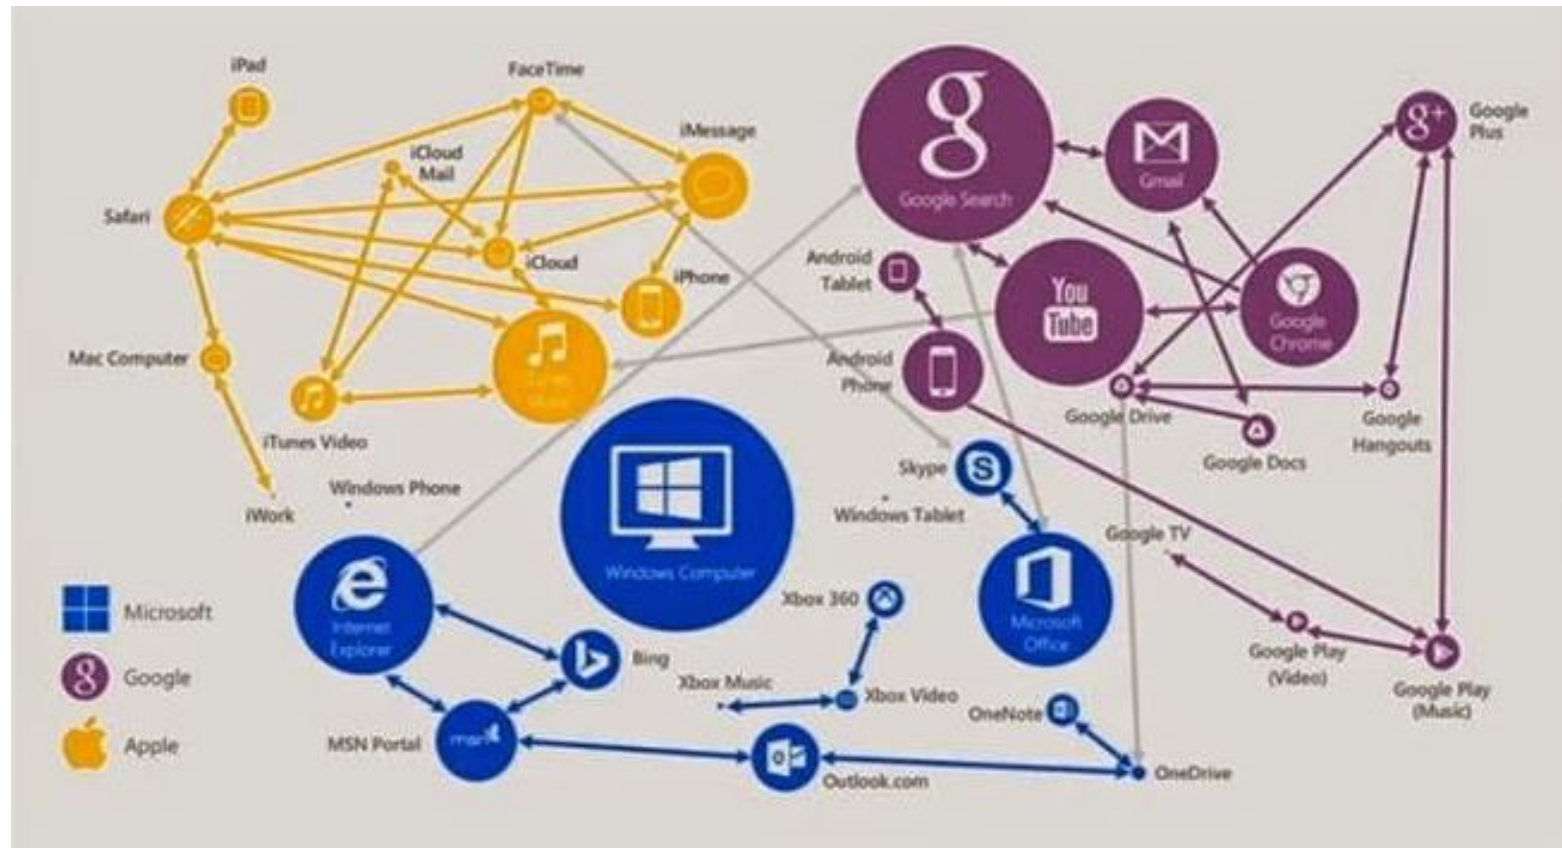 iPad
FaceTime
iMessage
iCloud
Mail
Safari
iCloud
iPhone
Mac Computer
iTunes Video
iWork
g
Google Search
Gmail
g+
Google
Plus
Android
Tablet
You
Tube
Google
Chrome
Android
Phone
Google Drive
Google
Hangouts
Google Docs
Windows Phone
Skype
S
Windows Tablet
Google TV
Windows Computer
Xbox 360
Microsoft
Office
Internet
Explorer
Bing
Xbox Music
Xbox Video
OneNote
Google Play
(Video)
Google Play
(Music)
MSN Portal
msn
Outlook.com
OneDrive
Microsoft
g
Google
Apple